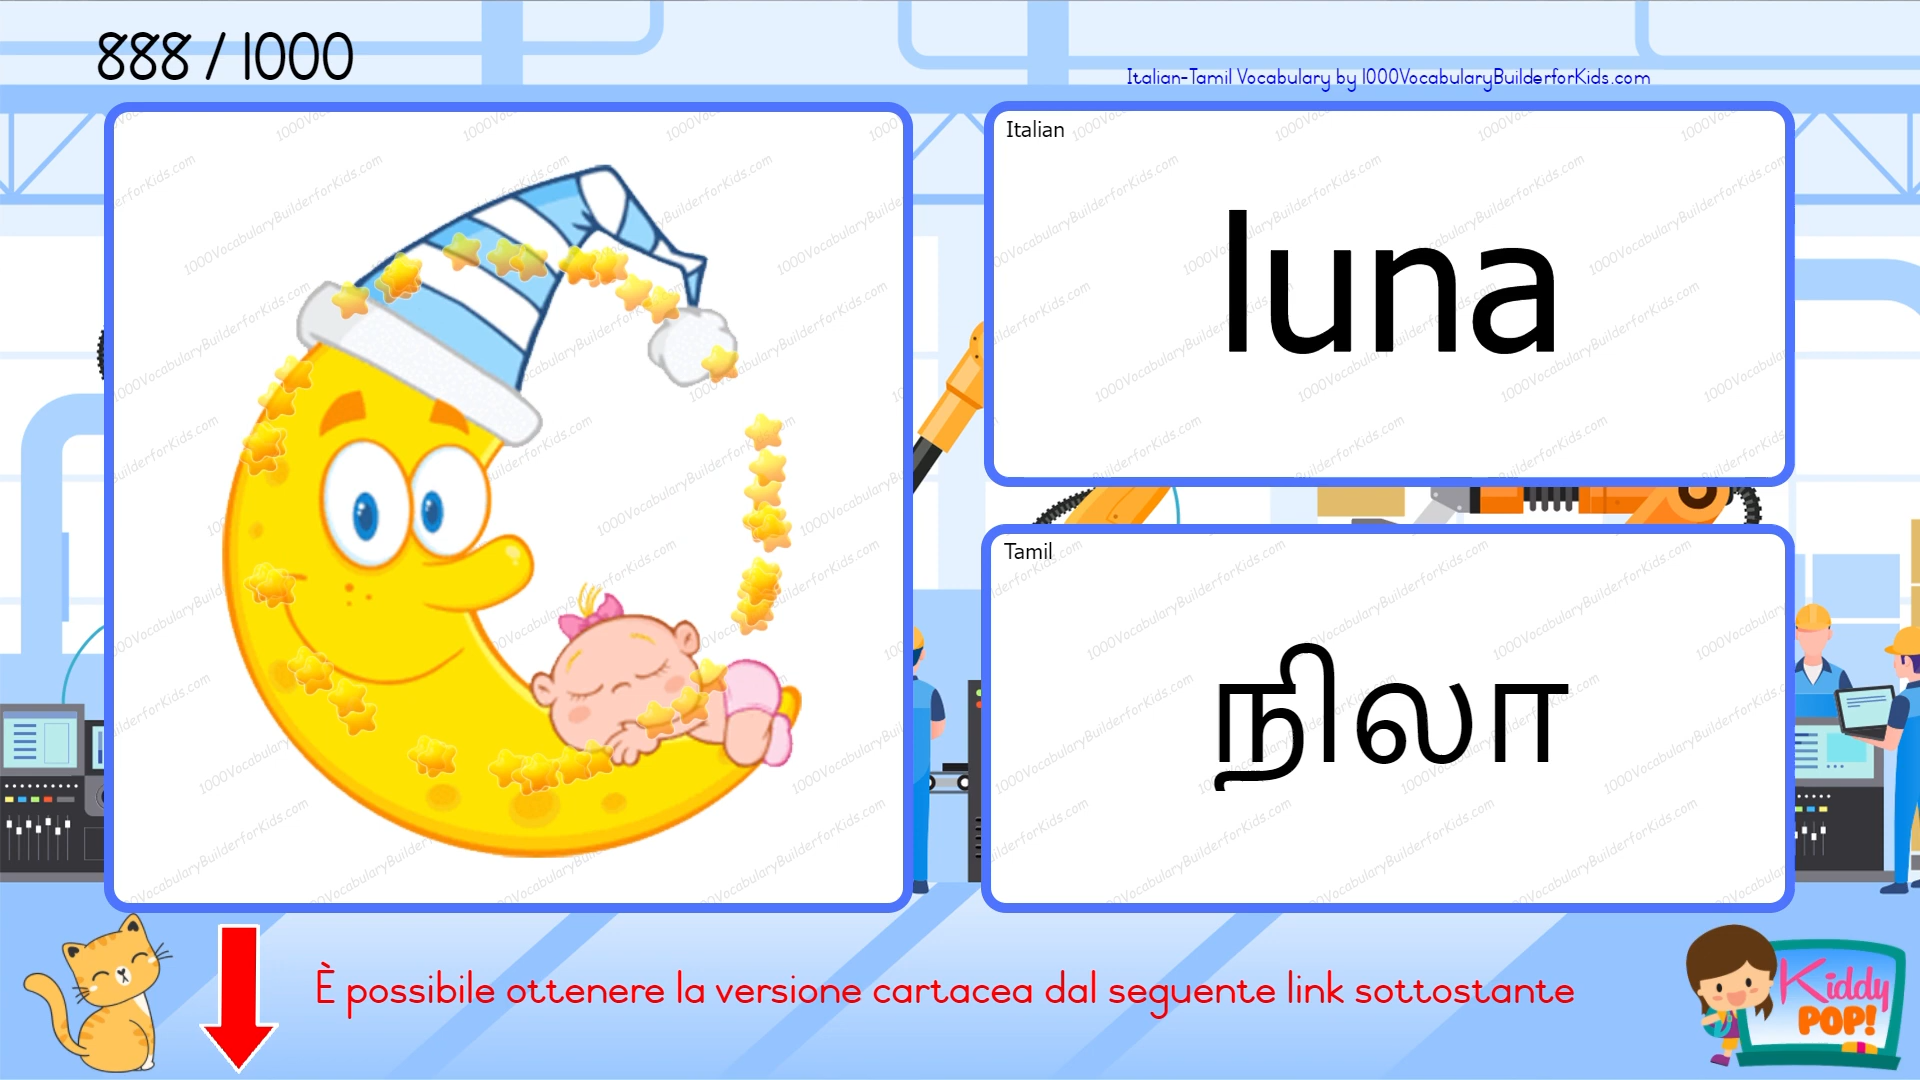 888 / 1000
Italian-Tamil Vocabulary by 1000VocabularyBuilderforKids.com
Italian
luna
Tamil
நிலா
È possibile ottenere la versione cartacea dal seguente link sottostante
Kiddy
POP!